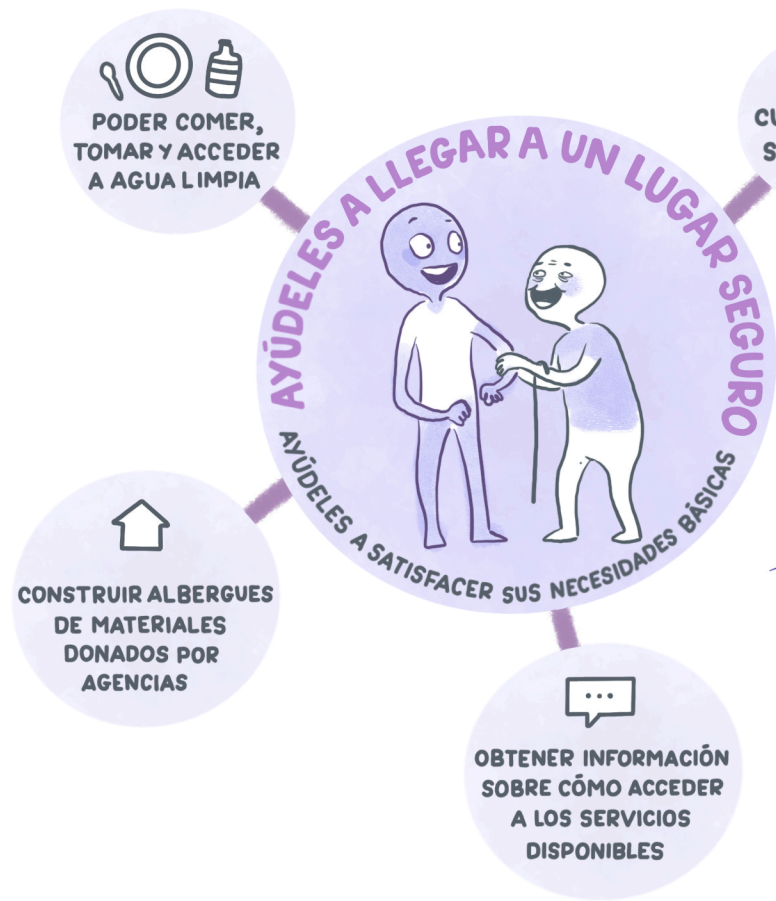 PODER COMER,
TOMAR Y ACCEDER
A AGUA LIMPIA
AYÚDELES A LLEGAR A UN LUGAR SEGURO
AYÚDELES A SATISFACER SUS NECESIDADES BÁSICAS
CONSTRUIR ALBERGUES
DE MATERIALES
DONADOS POR
AGENCIAS
...
OBTENER INFORMACIÓN
SOBRE CÓMO ACCEDER
A LOS SERVICIOS
DISPONIBLES